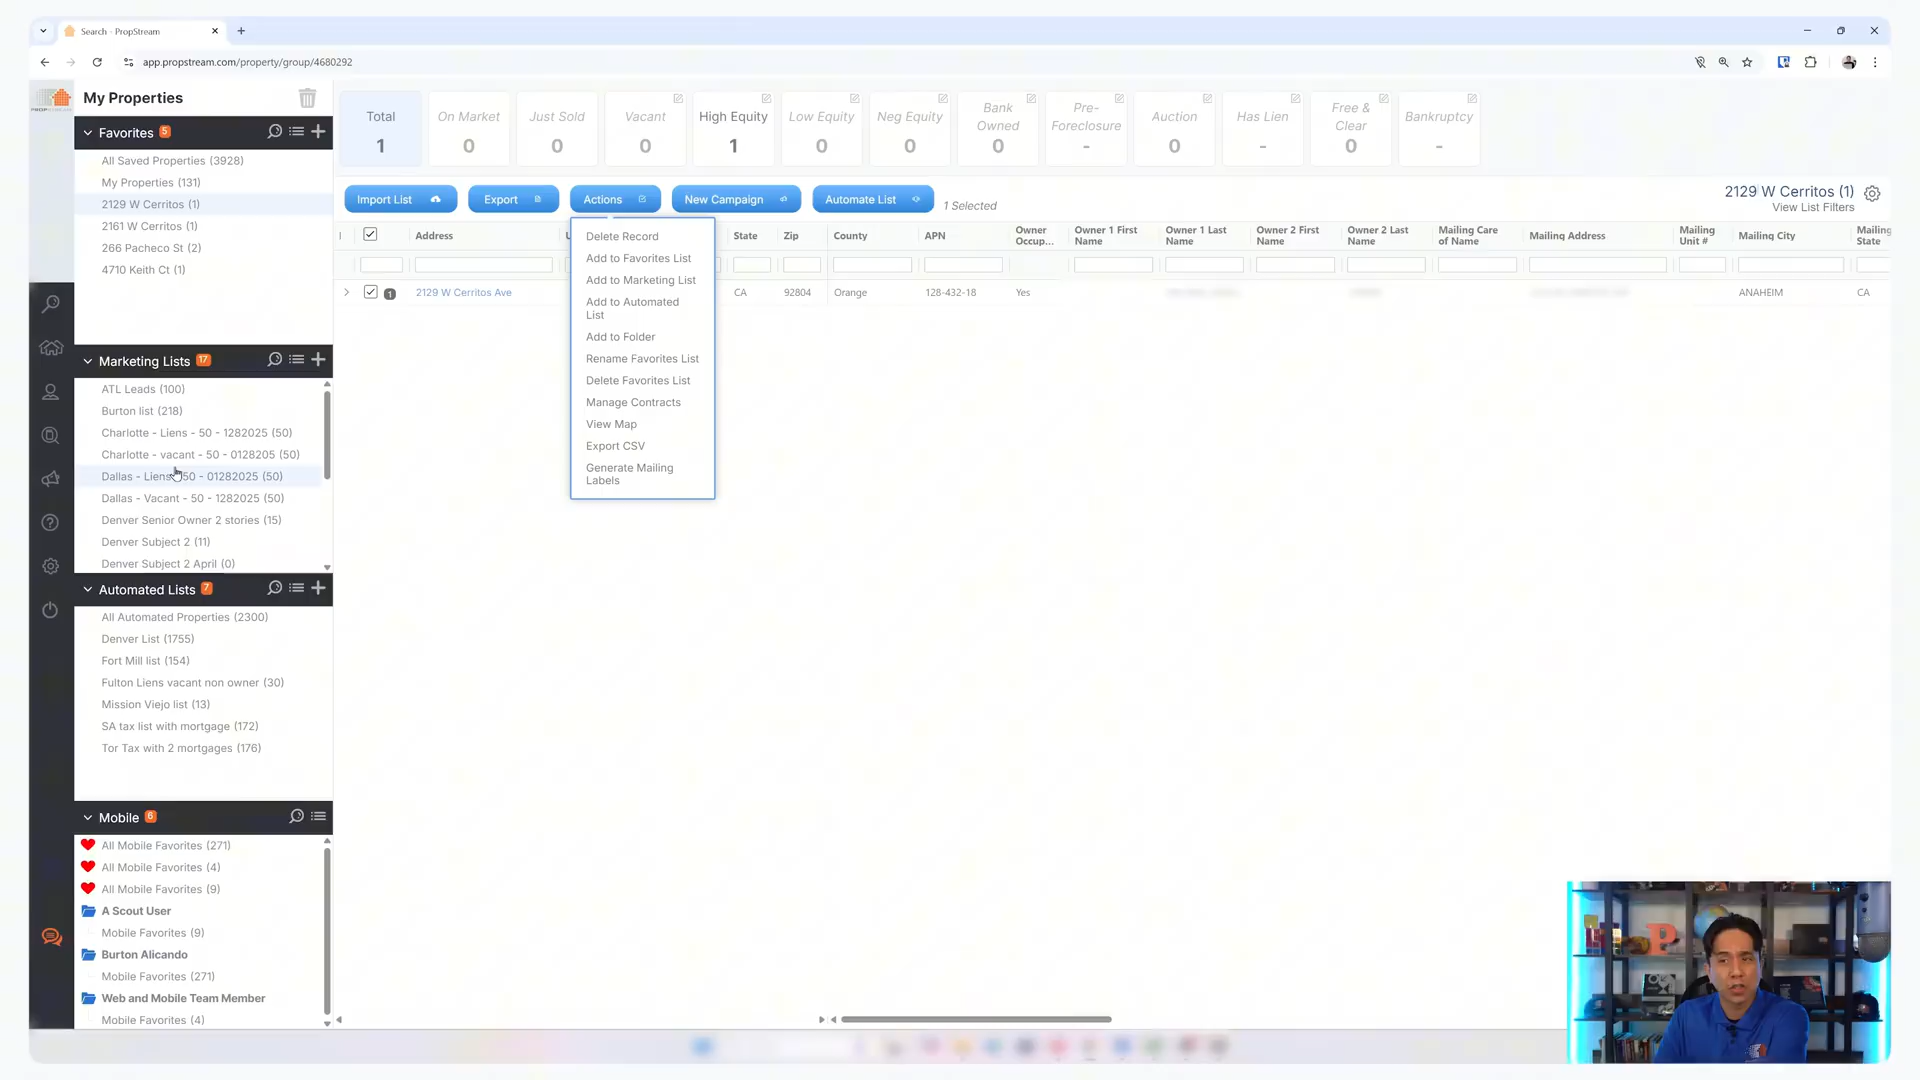 Search - PropStream
app.propstream.com/property/group/4680292
My Properties
Favorites 5
All Saved Properties (3928)
My Properties (131)
2129 W Cerritos (1)
2161 W Cerritos (1)
266 Pacheco St (2)
4710 Keith Ct (1)
Marketing Lists 17
ATL Leads (100)
Burton list (218)
Charlotte - Liens - 50 - 1282025 (50)
Charlotte - vacant - 50 - 0128205 (50)
Dallas - Liens 50 - 01282025 (50)
Dallas - Vacant - 50 - 1282025 (50)
Denver Senior Owner 2 stories (15)
Denver Subject 2 (11)
Denver Subject 2 April (0)
Automated Lists 7
All Automated Properties (2300)
Denver List (1755)
Fort Mill list (154)
Fulton Liens vacant non owner (30)
Mission Viejo list (13)
SA tax list with mortgage (172)
Tor Tax with 2 mortgages (176)
Mobile 6
All Mobile Favorites (271)
All Mobile Favorites (4)
All Mobile Favorites (9)
A Scout User
Mobile Favorites (9)
Burton Alicando
Mobile Favorites (271)
Web and Mobile Team Member
Mobile Favorites (4)
Total
1
On Market
0
Just Sold
0
Vacant
0
High Equity
1
Low Equity
0
Neg Equity
0
Bank Owned
0
Pre-Foreclosure
-
Auction
0
Has Lien
-
Free & Clear
0
Bankruptcy
-
Import List
Export
Actions
New Campaign
Automate List
1 Selected
2129 W Cerritos (1)
View List Filters
Address
State
Zip
County
APN
Owner Occup...
Owner 1 First Name
Owner 1 Last Name
Owner 2 First Name
Owner 2 Last Name
Mailing Care of Name
Mailing Address
Mailing Unit #
Mailing City
Mailing State
1
2129 W Cerritos Ave
CA
92804
Orange
128-432-18
Yes
ANAHEIM
CA
Delete Record
Add to Favorites List
Add to Marketing List
Add to Automated List
Add to Folder
Rename Favorites List
Delete Favorites List
Manage Contracts
View Map
Export CSV
Generate Mailing Labels